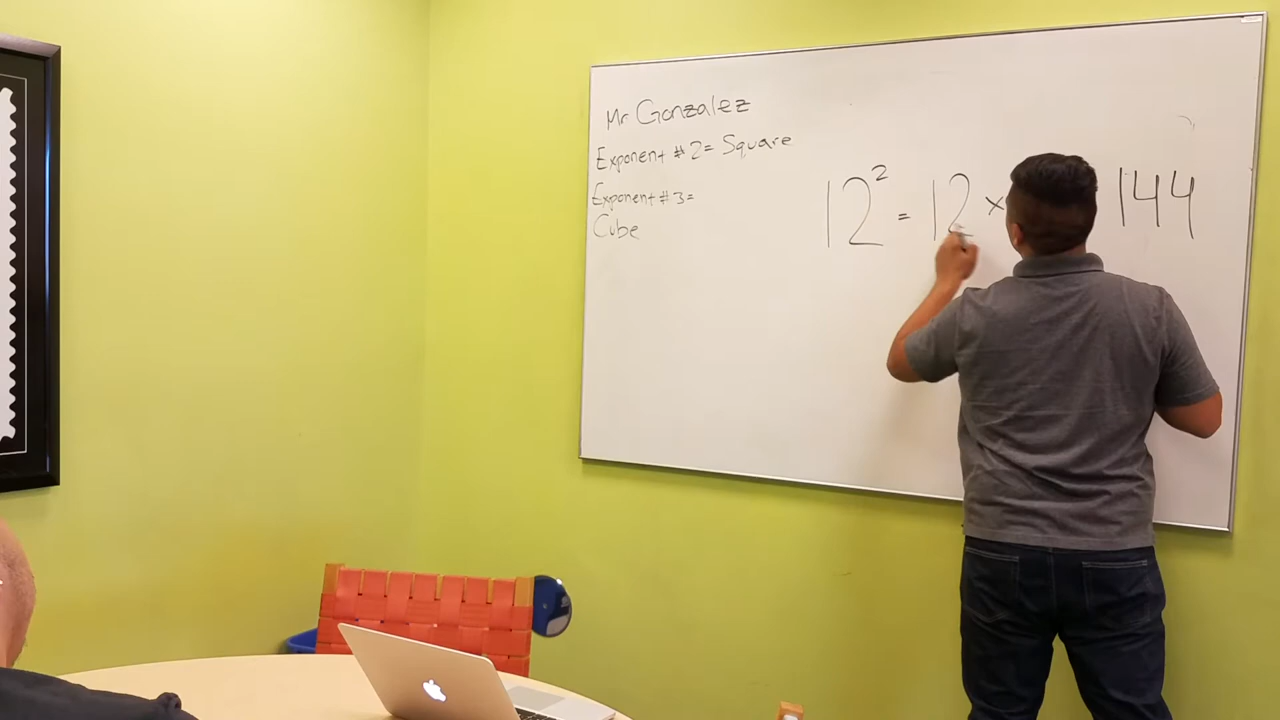 Mr Gonzalez
Exponent #2= Square
Exponent #3=
Cube
12² = 12 × 144